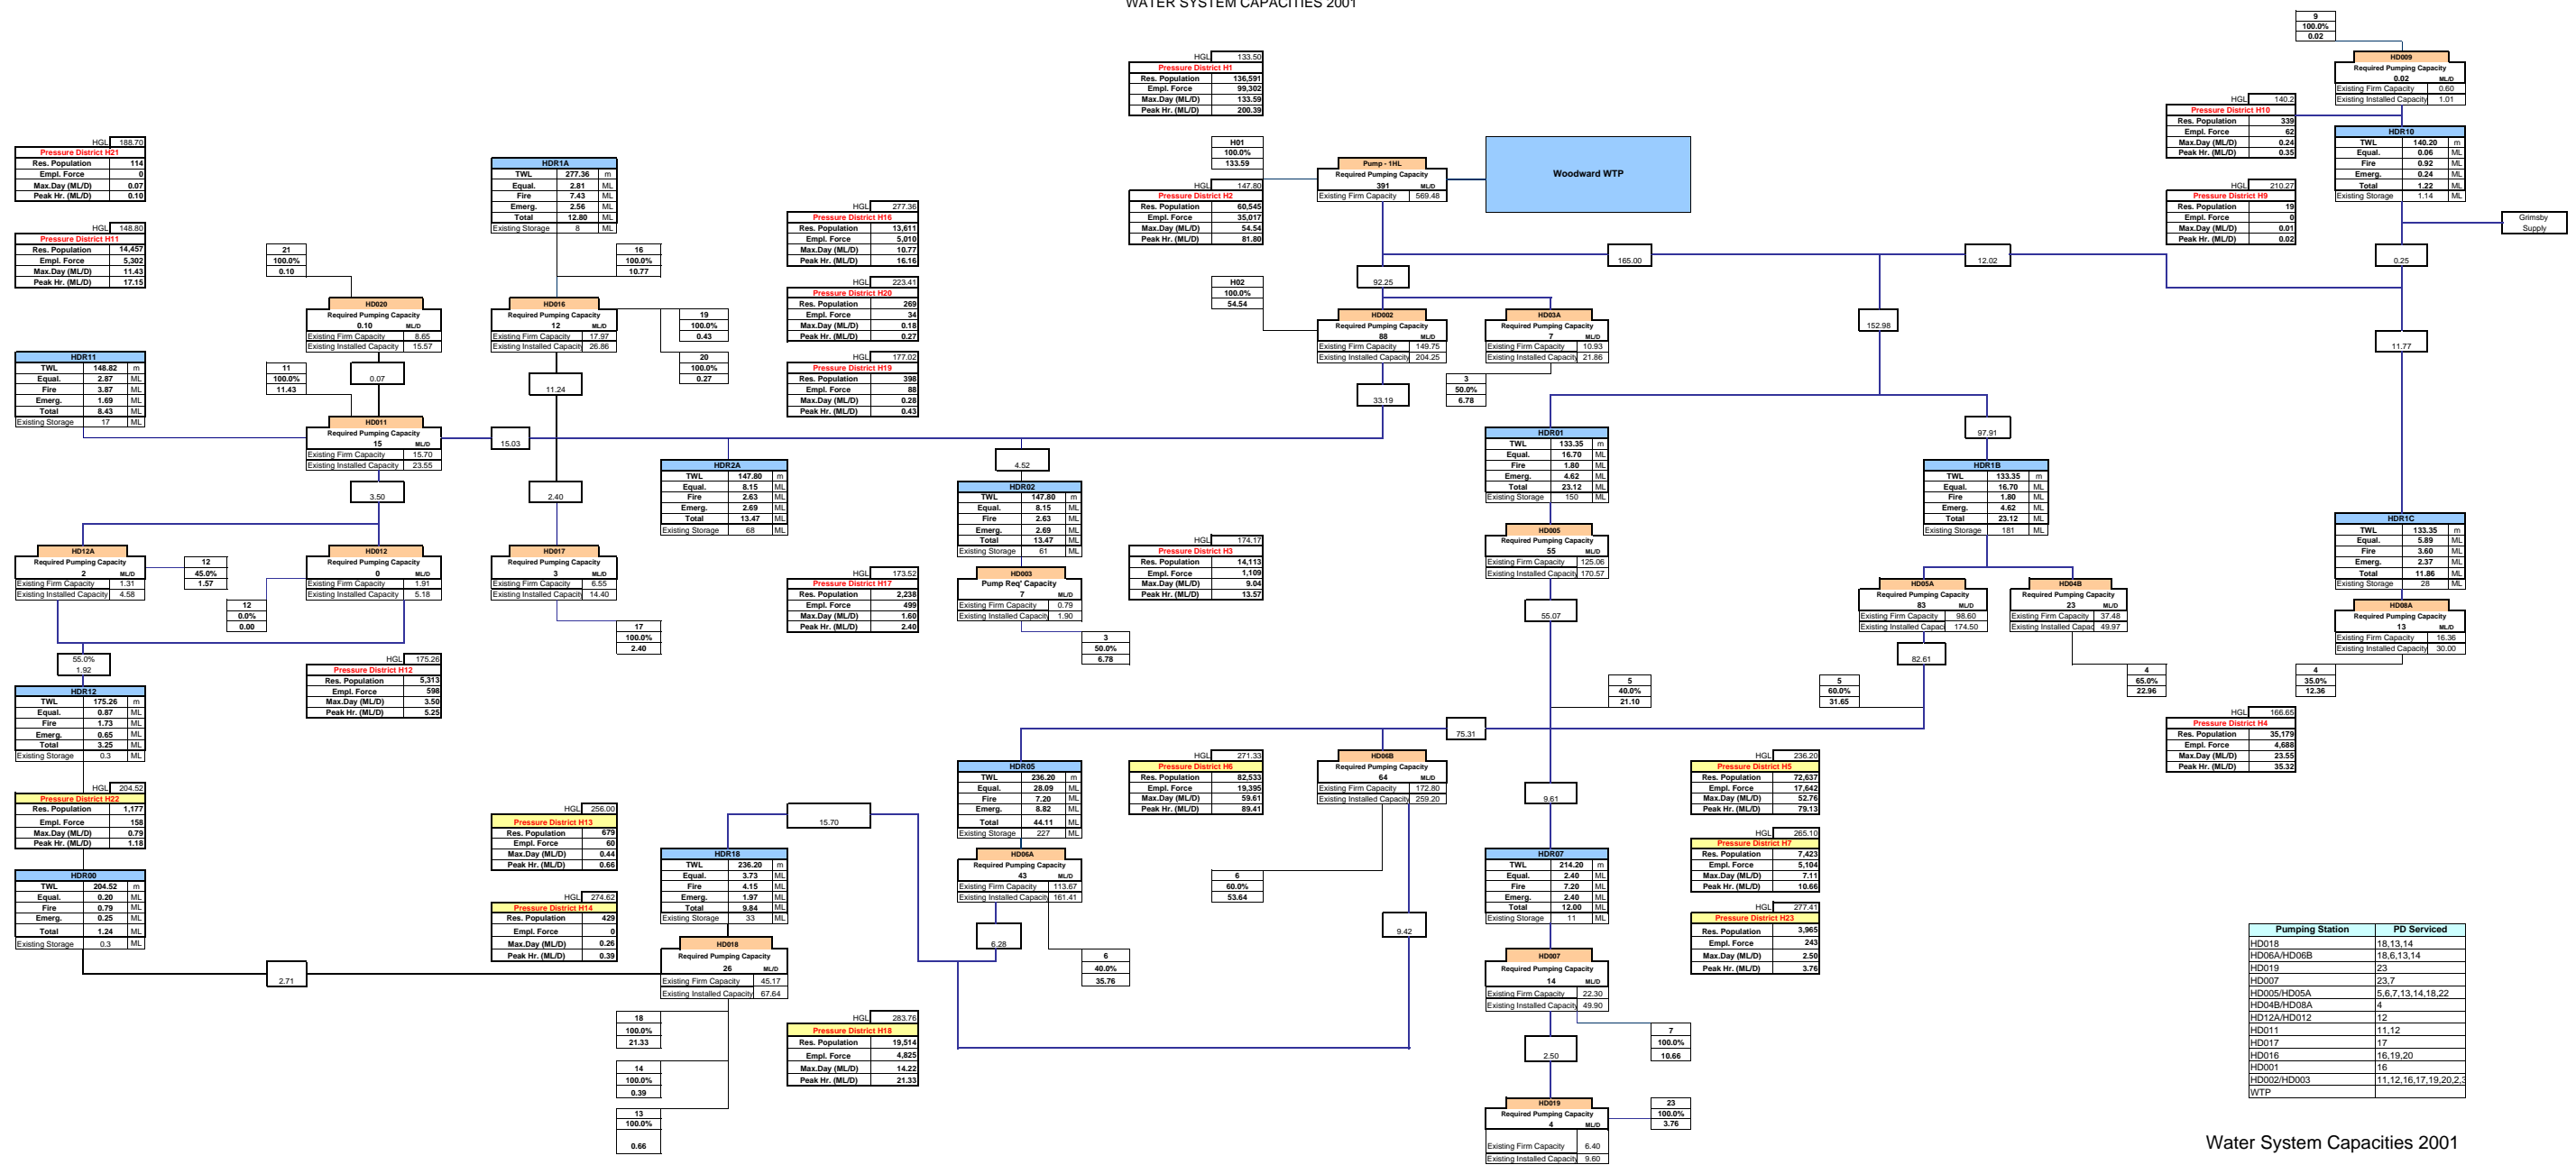 WATER SYSTEM CAPACITIES 2001
9
100.0%
0.02
HD009
Required Pumping Capacity
0.02 ML/D
Existing Firm Capacity 0.60
Existing Installed Capacity 1.01
HGL 133.50
Pressure District H1
Res. Population 136,591
Empl. Force 99,302
Max.Day (ML/D) 133.59
Peak Hr. (ML/D) 200.39
HGL 140.2
Pressure District H10
Res. Population 339
Empl. Force 62
Max.Day (ML/D) 0.24
Peak Hr. (ML/D) 0.35
HDR10
TWL 140.20 m
Equal. 0.06 ML
Fire 0.92 ML
Emerg. 0.24 ML
Total 1.22 ML
Existing Storage 1.14 ML
HGL 188.70
Pressure District H21
Res. Population 114
Empl. Force 0
Max.Day (ML/D) 0.07
Peak Hr. (ML/D) 0.10
HDR1A
TWL 277.36 m
Equal. 2.81 ML
Fire 7.43 ML
Emerg. 2.56 ML
Total 12.80 ML
Existing Storage 8 ML
H01
100.0%
133.59
Pump - 1HL
Required Pumping Capacity
391 ML/D
Existing Firm Capacity 569.48
Woodward WTP
HGL 147.80
Pressure District H2
Res. Population 60,545
Empl. Force 35,017
Max.Day (ML/D) 54.54
Peak Hr. (ML/D) 81.80
HGL 210.27
Pressure District H9
Res. Population 19
Empl. Force 0
Max.Day (ML/D) 0.01
Peak Hr. (ML/D) 0.02
Grimsby
Supply
HGL 148.80
Pressure District H11
Res. Population 14,457
Empl. Force 5,302
Max.Day (ML/D) 11.43
Peak Hr. (ML/D) 17.15
HGL 277.36
Pressure District H16
Res. Population 13,611
Empl. Force 5,010
Max.Day (ML/D) 10.77
Peak Hr. (ML/D) 16.16
21
100.0%
0.10
16
100.0%
10.77
165.00
12.02
0.25
92.25
H02
100.0%
54.54
HGL 223.41
Pressure District H20
Res. Population 269
Empl. Force 34
Max.Day (ML/D) 0.18
Peak Hr. (ML/D) 0.27
HD020
Required Pumping Capacity
0.10 ML/D
Existing Firm Capacity 8.65
Existing Installed Capacity 15.57
HD016
Required Pumping Capacity
12 ML/D
Existing Firm Capacity 17.97
Existing Installed Capacity 26.86
19
100.0%
0.43
20
100.0%
0.27
HD002
Required Pumping Capacity
88 ML/D
Existing Firm Capacity 149.75
Existing Installed Capacity 204.25
HD03A
Required Pumping Capacity
7 ML/D
Existing Firm Capacity 10.93
Existing Installed Capacity 21.86
152.98
11.77
HDR11
TWL 148.82 m
Equal. 2.87 ML
Fire 3.87 ML
Emerg. 1.69 ML
Total 8.43 ML
Existing Storage 17 ML
11
100.0%
11.43
0.07
11.24
HGL 177.02
Pressure District H19
Res. Population 398
Empl. Force 88
Max.Day (ML/D) 0.28
Peak Hr. (ML/D) 0.43
33.19
3
50.0%
6.78
HD011
Required Pumping Capacity
15 ML/D
Existing Firm Capacity 15.70
Existing Installed Capacity 23.55
15.03
97.91
HDR01
TWL 133.35 m
Equal. 16.70 ML
Fire 1.80 ML
Emerg. 4.62 ML
Total 23.12 ML
Existing Storage 150 ML
4.52
HDR2A
TWL 147.80 m
Equal. 8.15 ML
Fire 2.63 ML
Emerg. 2.69 ML
Total 13.47 ML
Existing Storage 68 ML
HDR1B
TWL 133.35 m
Equal. 16.70 ML
Fire 1.80 ML
Emerg. 4.62 ML
Total 23.12 ML
Existing Storage 181 ML
3.50
2.40
HDR02
TWL 147.80 m
Equal. 8.15 ML
Fire 2.63 ML
Emerg. 2.69 ML
Total 13.47 ML
Existing Storage 61 ML
HDR1C
TWL 133.35 m
Equal. 5.89 ML
Fire 3.60 ML
Emerg. 2.37 ML
Total 11.86 ML
Existing Storage 28 ML
HD12A
Required Pumping Capacity
2 ML/D
Existing Firm Capacity 1.31
Existing Installed Capacity 4.58
12
45.0%
1.57
HD012
Required Pumping Capacity
0 ML/D
Existing Firm Capacity 1.91
Existing Installed Capacity 5.18
12
0.0%
0.00
HD017
Required Pumping Capacity
3 ML/D
Existing Firm Capacity 6.55
Existing Installed Capacity 14.40
HD005
Required Pumping Capacity
55 ML/D
Existing Firm Capacity 125.06
Existing Installed Capacity 170.57
HGL 174.17
Pressure District H3
Res. Population 14,113
Empl. Force 1,109
Max.Day (ML/D) 9.04
Peak Hr. (ML/D) 13.57
HGL 173.52
Pressure District H17
Res. Population 2,238
Empl. Force 499
Max.Day (ML/D) 1.60
Peak Hr. (ML/D) 2.40
HD003
Pump Req' Capacity
7 ML/D
Existing Firm Capacity 0.79
Existing Installed Capacity 1.90
HD05A
Required Pumping Capacity
83 ML/D
Existing Firm Capacity 98.60
Existing Installed Capac 174.50
HD04B
Required Pumping Capacity
23 ML/D
Existing Firm Capacity 37.48
Existing Installed Capac 49.97
HD08A
Required Pumping Capacity
13 ML/D
Existing Firm Capacity 16.36
Existing Installed Capacity 30.00
17
100.0%
2.40
3
50.0%
6.78
55.07
82.61
55.0%
1.92
HGL 175.26
Pressure District H12
Res. Population 5,313
Empl. Force 598
Max.Day (ML/D) 3.50
Peak Hr. (ML/D) 5.25
5
40.0%
21.10
5
60.0%
31.65
4
65.0%
22.96
4
35.0%
12.36
HDR12
TWL 175.26 m
Equal. 0.87 ML
Fire 1.73 ML
Emerg. 0.65 ML
Total 3.25 ML
Existing Storage 0.3 ML
HGL 166.65
Pressure District H4
Res. Population 35,179
Empl. Force 4,688
Max.Day (ML/D) 23.55
Peak Hr. (ML/D) 35.32
75.31
HDR05
TWL 236.20 m
Equal. 28.09 ML
Fire 7.20 ML
Emerg. 8.82 ML
Total 44.11 ML
Existing Storage 227 ML
HGL 271.33
Pressure District H6
Res. Population 82,533
Empl. Force 19,395
Max.Day (ML/D) 59.61
Peak Hr. (ML/D) 89.41
HD06B
Required Pumping Capacity
64 ML/D
Existing Firm Capacity 172.80
Existing Installed Capacity 259.20
9.61
HGL 236.20
Pressure District H5
Res. Population 72,637
Empl. Force 17,642
Max.Day (ML/D) 52.76
Peak Hr. (ML/D) 79.13
HGL 204.52
Pressure District H22
Res. Population 1,177
Empl. Force 158
Max.Day (ML/D) 0.79
Peak Hr. (ML/D) 1.18
HGL 256.00
Pressure District H13
Res. Population 679
Empl. Force 60
Max.Day (ML/D) 0.44
Peak Hr. (ML/D) 0.66
15.70
HGL 265.10
Pressure District H7
Res. Population 7,423
Empl. Force 5,104
Max.Day (ML/D) 7.11
Peak Hr. (ML/D) 10.66
HDR18
TWL 236.20 m
Equal. 3.73 ML
Fire 4.15 ML
Emerg. 1.97 ML
Total 9.84 ML
Existing Storage 33 ML
HD06A
Required Pumping Capacity
43 ML/D
Existing Firm Capacity 113.67
Existing Installed Capacity 161.41
6
60.0%
53.64
HDR07
TWL 214.20 m
Equal. 2.40 ML
Fire 7.20 ML
Emerg. 2.40 ML
Total 12.00 ML
Existing Storage 11 ML
HDR00
TWL 204.52 m
Equal. 0.20 ML
Fire 0.79 ML
Emerg. 0.25 ML
Total 1.24 ML
Existing Storage 0.3 ML
HGL 274.62
Pressure District H14
Res. Population 429
Empl. Force 0
Max.Day (ML/D) 0.26
Peak Hr. (ML/D) 0.39
HGL 277.41
Pressure District H23
Res. Population 3,965
Empl. Force 243
Max.Day (ML/D) 2.50
Peak Hr. (ML/D) 3.76
6.28
9.42
HD018
Required Pumping Capacity
26 ML/D
Existing Firm Capacity 45.17
Existing Installed Capacity 67.64
2.71
6
40.0%
35.76
HD007
Required Pumping Capacity
14 ML/D
Existing Firm Capacity 22.30
Existing Installed Capacity 49.90
18
100.0%
21.33
HGL 283.76
Pressure District H18
Res. Population 19,514
Empl. Force 4,825
Max.Day (ML/D) 14.22
Peak Hr. (ML/D) 21.33
7
100.0%
10.66
2.50
14
100.0%
0.39
13
100.0%
0.66
HD019
Required Pumping Capacity
4 ML/D
Existing Firm Capacity 6.40
Existing Installed Capacity 9.60
23
100.0%
3.76
Pumping Station PD Serviced
HD018 18,13,14
HD06A/HD06B 18,6,13,14
HD019 23
HD007 23,7
HD005/HD05A 5,6,7,13,14,18,22
HD04B/HD08A 4
HD12A/HD012 12
HD011 11,12
HD017 17
HD016 16,19,20
HD001 16
HD002/HD003 11,12,16,17,19,20,2,3
WTP
Water System Capacities 2001